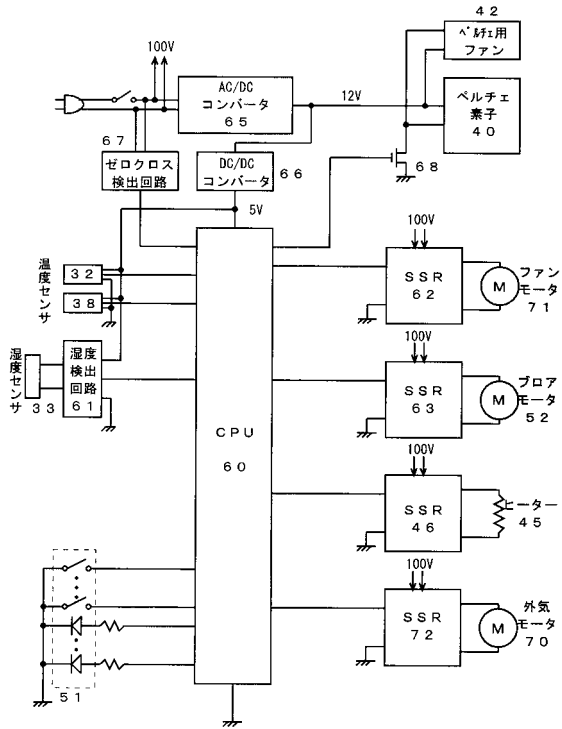 ４２
100V
ﾍﾟﾙﾁｪ用
ファン
AC/DC
コンバータ
６５
12V
ペルチェ
素子
４０
６７
ゼロクロス
検出回路
DC/DC
コンバータ
６６
６８
5V
温度センサ
３２
３８
100V
ＳＳＲ
６２
M
ファン
モータ
７１
湿度センサ
３３
湿度
検出
回路
６１
100V
ＳＳＲ
６３
M
ブロア
モータ
５２
ＣＰＵ
６０
100V
ＳＳＲ
４６
ヒーター
４５
100V
ＳＳＲ
７２
M
外気
モータ
７０
５１